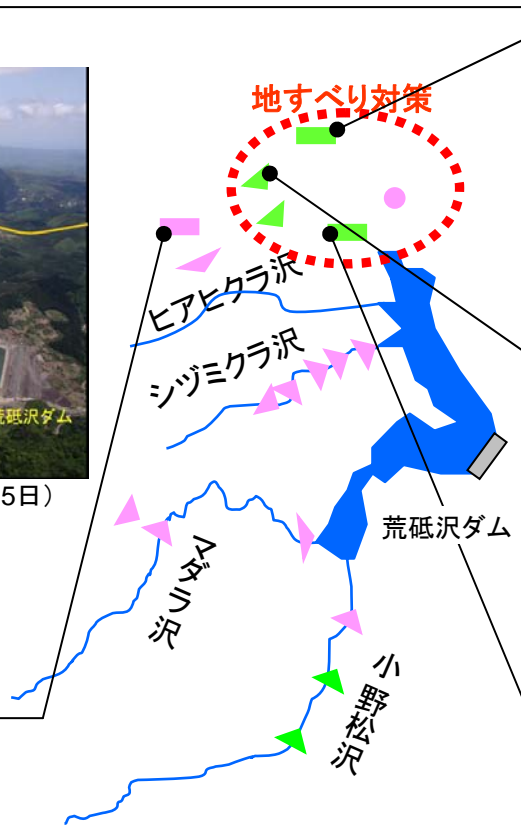 地すべり対策
ヒアヒクラ沢
シヅミクラ沢
荒砥沢ダム
5日）
荒砥沢ダム
マダラ沢
小野松沢